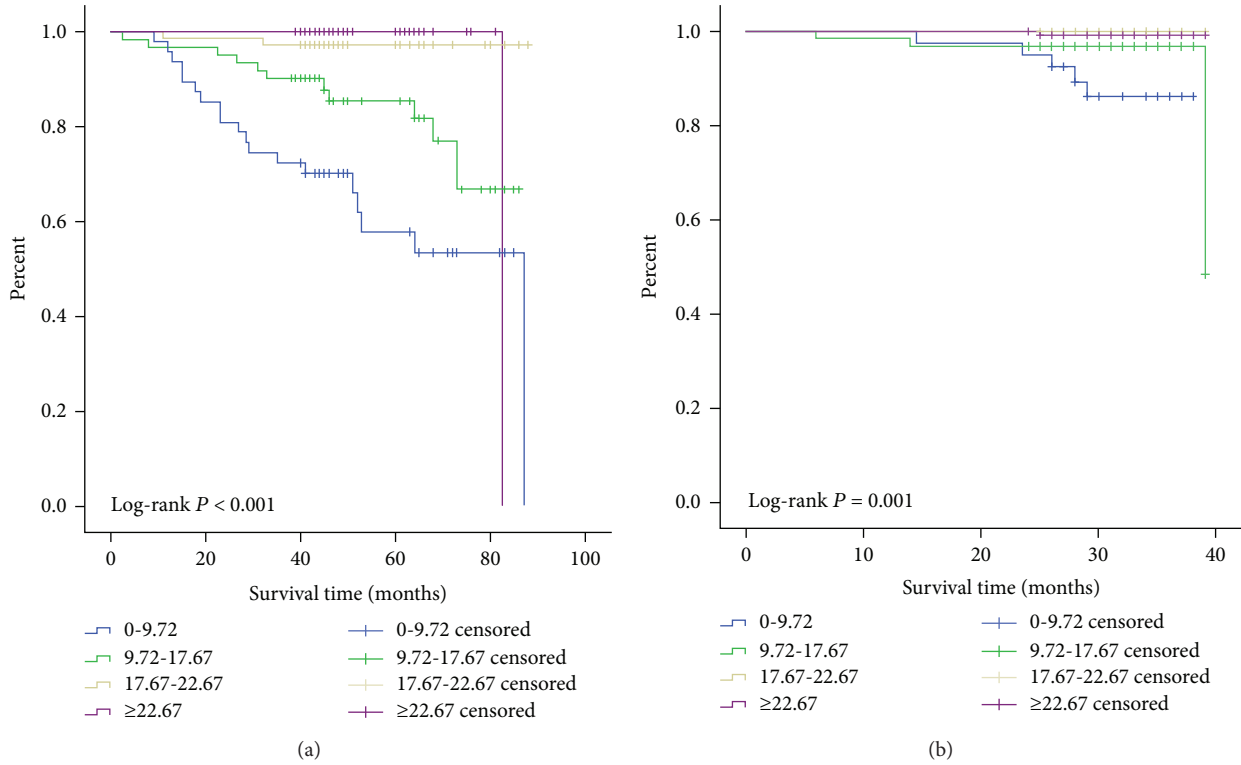 1.0
0.8
0.6
0.4
0.2
0.0
Percent
Log-rank P < 0.001
0 20 40 60 80 100
Survival time (months)
0-9.72 0-9.72 censored
9.72-17.67 9.72-17.67 censored
17.67-22.67 17.67-22.67 censored
≥22.67 ≥22.67 censored
(a)
1.0
0.8
0.6
0.4
0.2
0.0
Percent
Log-rank P = 0.001
0 10 20 30 40
Survival time (months)
0-9.72 0-9.72 censored
9.72-17.67 9.72-17.67 censored
17.67-22.67 17.67-22.67 censored
≥22.67 ≥22.67 censored
(b)